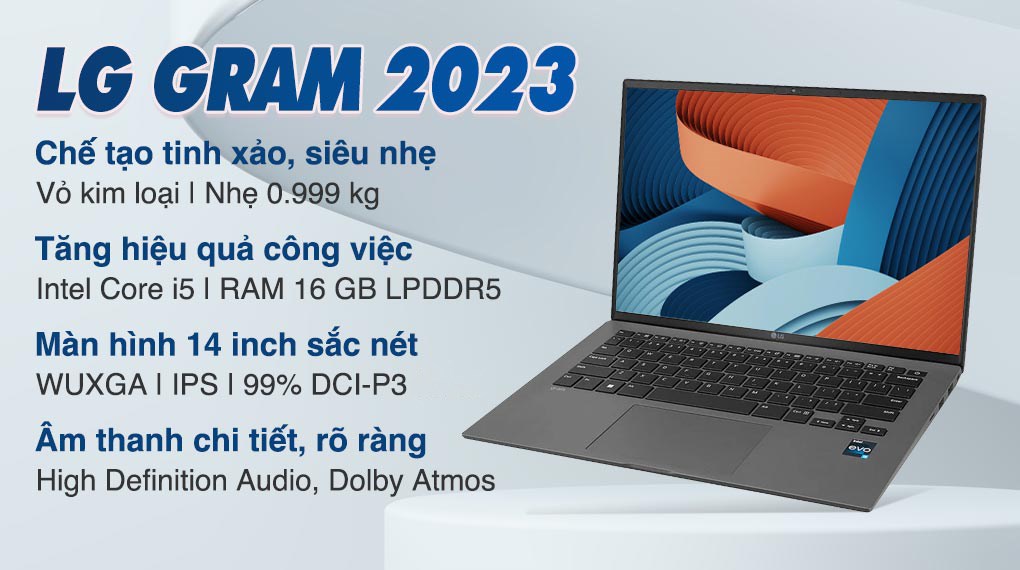 LG GRAM 2023
Chế tạo tinh xảo, siêu nhẹ
Vỏ kim loại | Nhẹ 0.999 kg
Tăng hiệu quả công việc
Intel Core i5 | RAM 16 GB LPDDR5
Màn hình 14 inch sắc nét
WUXGA | IPS | 99% DCI-P3
Âm thanh chi tiết, rõ ràng
High Definition Audio, Dolby Atmos
LG
evo